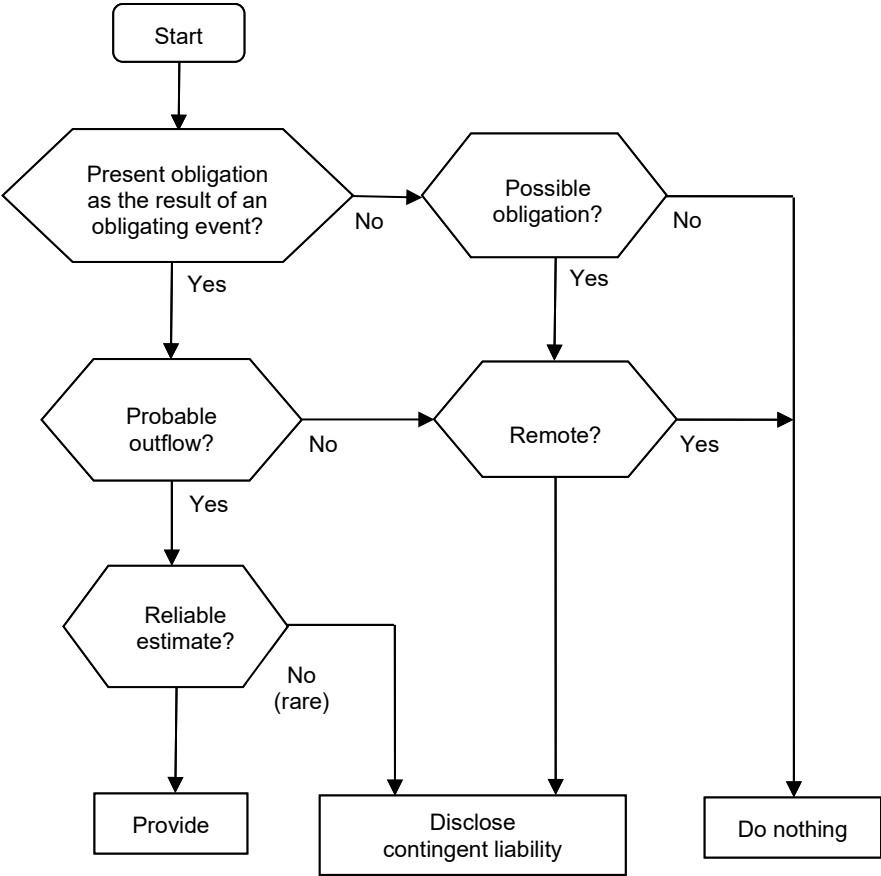 Start
Present obligation
as the result of an
obligating event?
No
Possible
obligation?
No
Yes
Yes
Probable
outflow?
No
Remote?
Yes
Yes
Reliable
estimate?
No
(rare)
Provide
Disclose
contingent liability
Do nothing